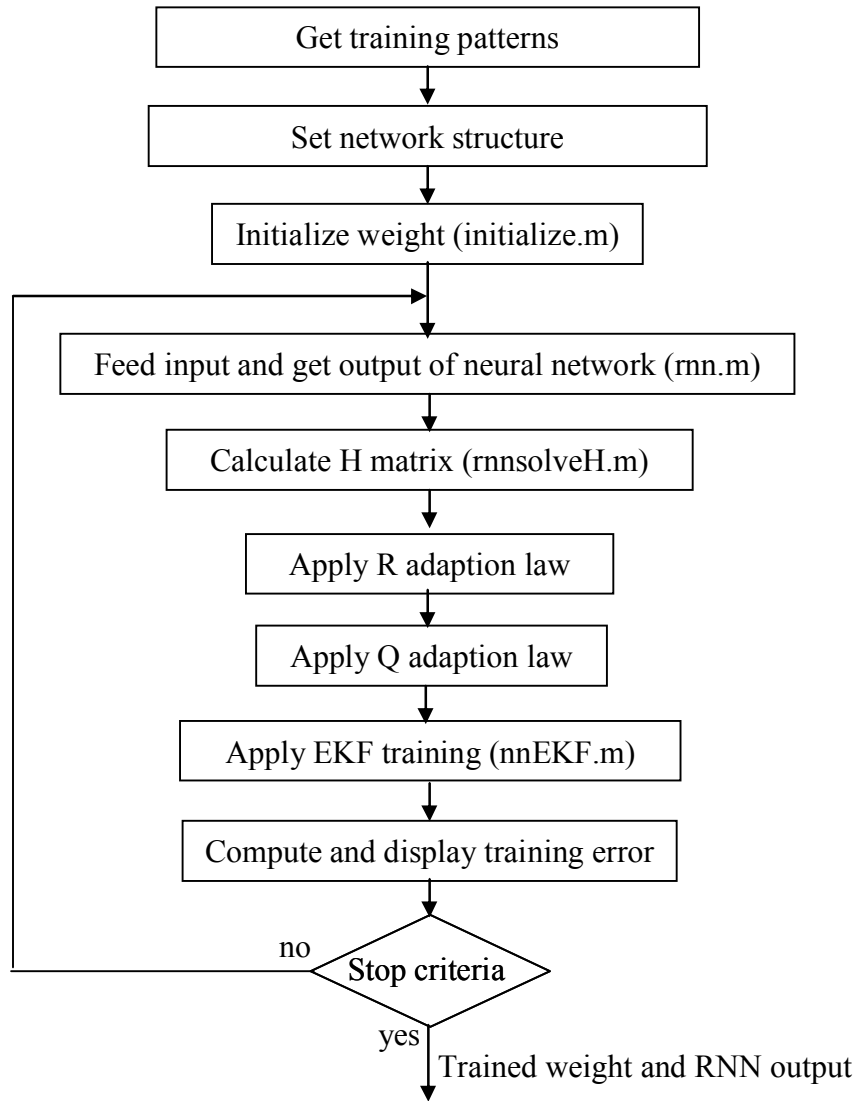 Get training patterns
Set network structure
Initialize weight (initialize.m)
Feed input and get output of neural network (rnn.m)
Calculate H matrix (rnnsolveH.m)
Apply R adaption law
Apply Q adaption law
Apply EKF training (nnEKF.m)
Compute and display training error
no
Stop criteria
yes
Trained weight and RNN output